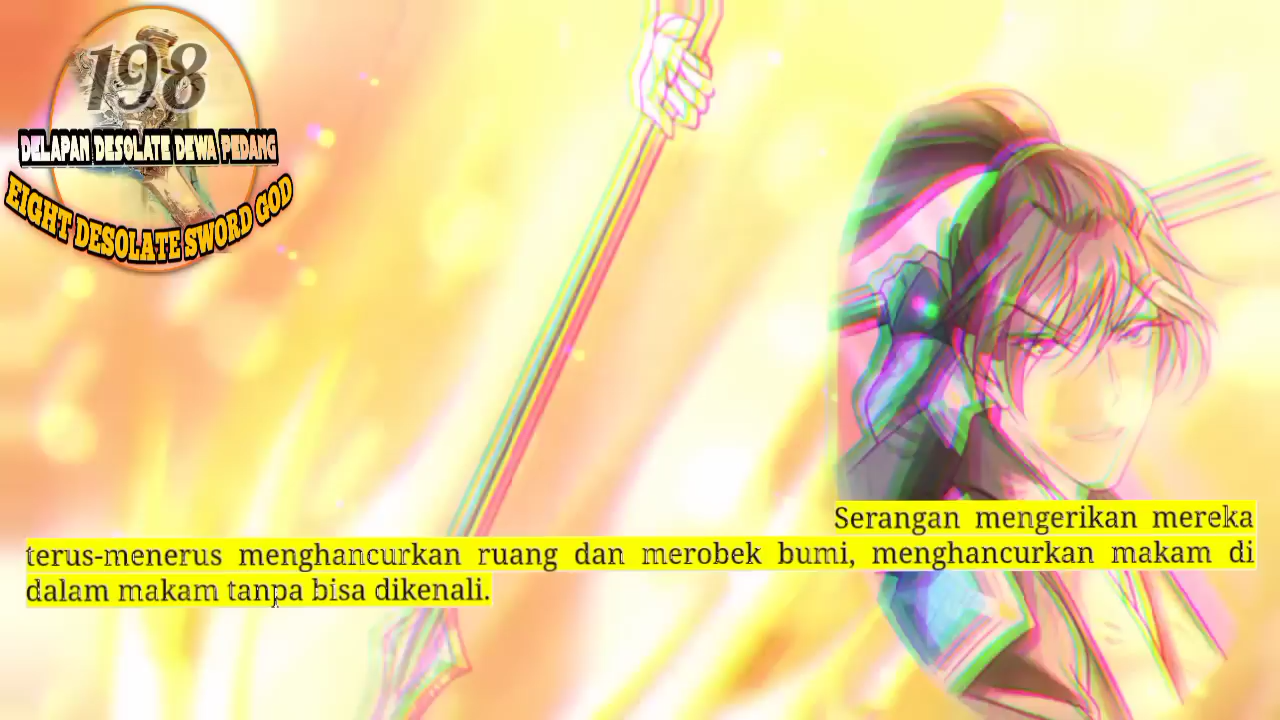 198
DELAPAN DESOLATE DEWA PEDANG
EIGHT DESOLATE SWORD GOD
Serangan mengerikan mereka
terus-menerus menghancurkan ruang dan merobek bumi, menghancurkan makam di
dalam makam tanpa bisa dikenali.